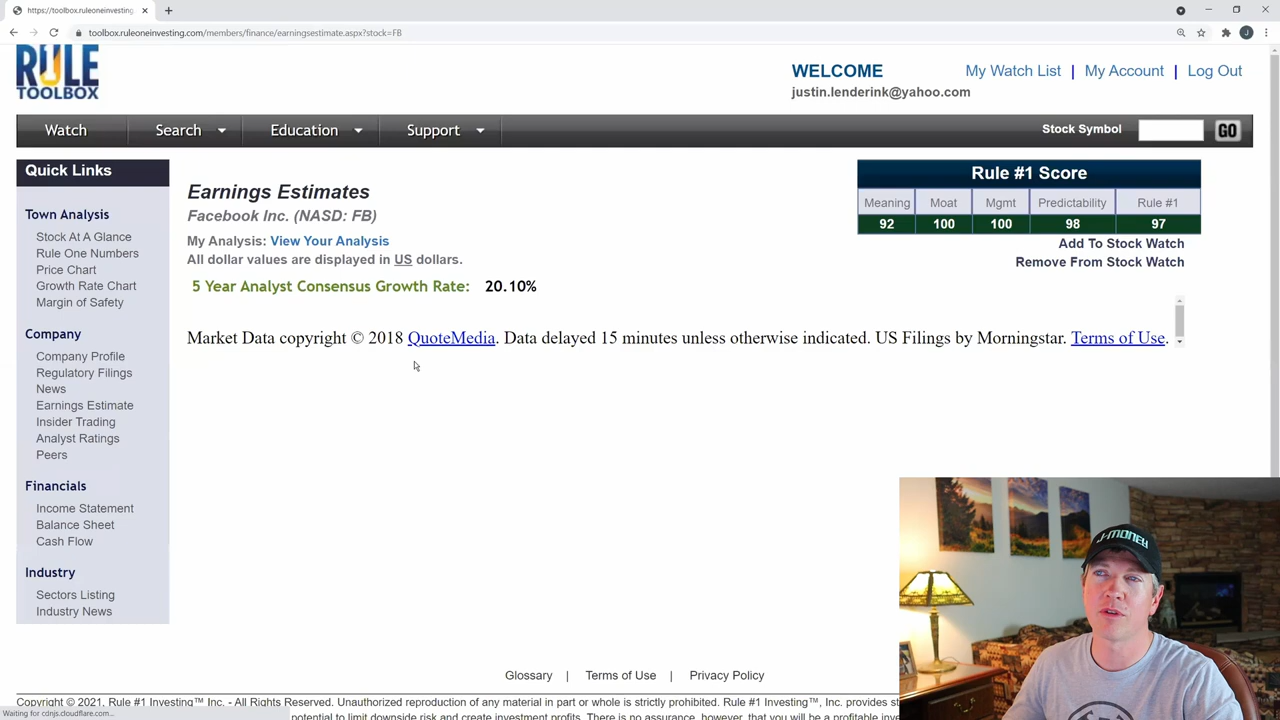 https://toolbox.ruleoneinvesting
toolbox.ruleoneinvesting.com/members/finance/earningsestimate.aspx?stock=FB
J
RULE
TOOLBOX
WELCOME
My Watch List | My Account | Log Out
justin.lenderink@yahoo.com
Watch Search Education Support Stock Symbol GO
Quick Links
Town Analysis
Stock At A Glance
Rule One Numbers
Price Chart
Growth Rate Chart
Margin of Safety
Company
Company Profile
Regulatory Filings
News
Earnings Estimate
Insider Trading
Analyst Ratings
Peers
Financials
Income Statement
Balance Sheet
Cash Flow
Industry
Sectors Listing
Industry News
Earnings Estimates
Facebook Inc. (NASD: FB)
My Analysis: View Your Analysis
All dollar values are displayed in US dollars.
5 Year Analyst Consensus Growth Rate: 20.10%
Rule #1 Score
Meaning Moat Mgmt Predictability Rule #1
92 100 100 98 97
Add To Stock Watch
Remove From Stock Watch
Market Data copyright © 2018 QuoteMedia. Data delayed 15 minutes unless otherwise indicated. US Filings by Morningstar. Terms of Use.
J-MONEY
Glossary | Terms of Use | Privacy Policy
Copyright © 2021, Rule #1 Investing™ Inc. - All Rights Reserved. Unauthorized reproduction of any material in part or whole is strictly prohibited. Rule #1 Investing™, Inc. provides
Waiting for cdnjs.cloudflare.com...
potential to limit downside risk and create investment profits. There is no assurance, however, that you will be a profitable